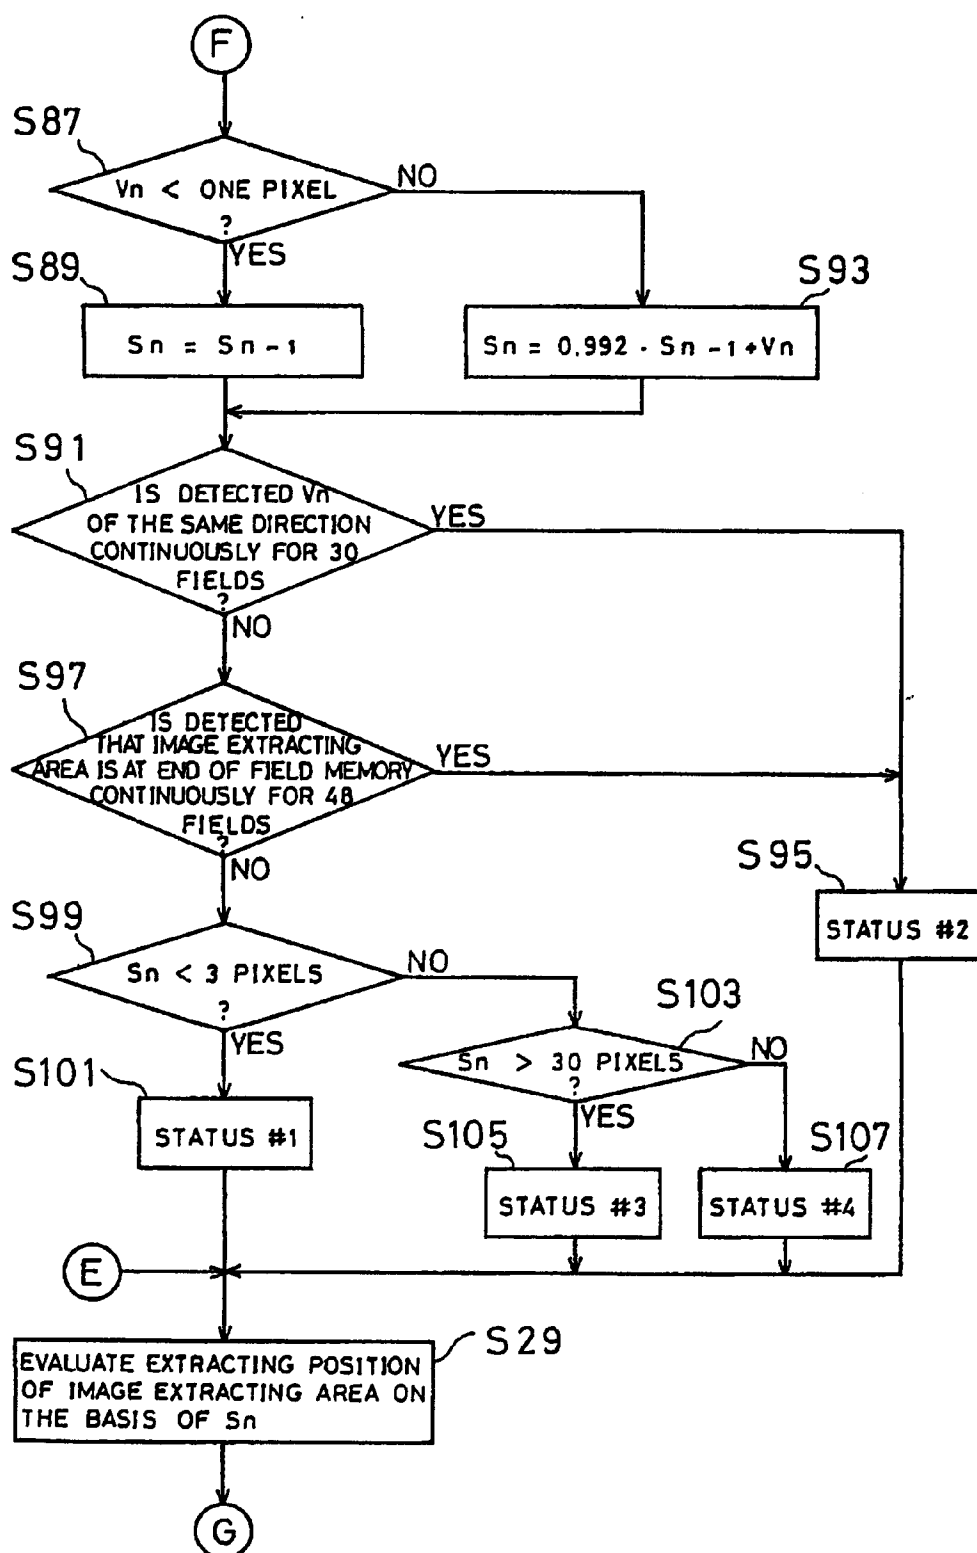 F
S87
Vn < ONE PIXEL
?
NO
YES
S89
Sn = Sn-1
S93
Sn = 0.992 · Sn-1+Vn
S91
IS DETECTED Vn
OF THE SAME DIRECTION
CONTINUOUSLY FOR 30
FIELDS
?
YES
NO
S97
IS DETECTED
THAT IMAGE EXTRACTING
AREA IS AT END OF FIELD MEMORY
CONTINUOUSLY FOR 48
FIELDS
?
YES
NO
S95
STATUS #2
S99
Sn < 3 PIXELS
?
NO
YES
S103
Sn > 30 PIXELS
?
NO
YES
S101
STATUS #1
S105
STATUS #3
S107
STATUS #4
E
S29
EVALUATE EXTRACTING POSITION
OF IMAGE EXTRACTING AREA ON
THE BASIS OF Sn
G